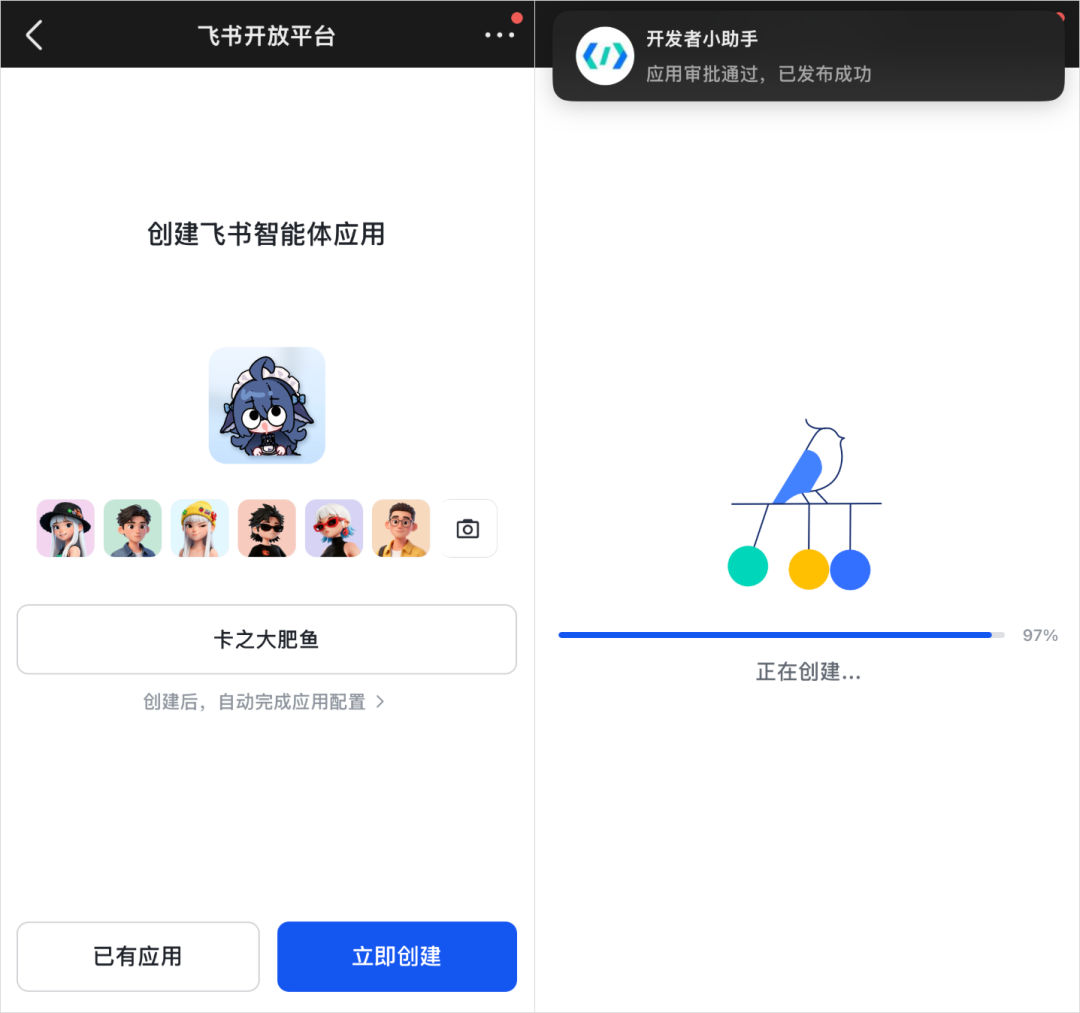 飞书开放平台
创建飞书智能体应用
卡之大肥鱼
创建后，自动完成应用配置
已有应用
立即创建
开发者小助手
应用审批通过，已发布成功
97%
正在创建...